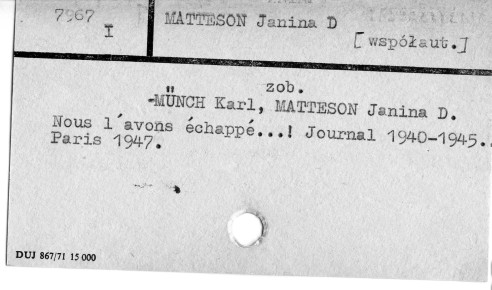 7967
I
MATTESON Janina D
[współaut.]
zob.
-MÜNCH Karl, MATTESON Janina D.
Nous l´avons échappé...! Journal 1940-1945..
Paris 1947.
DUJ 867/71 15 000